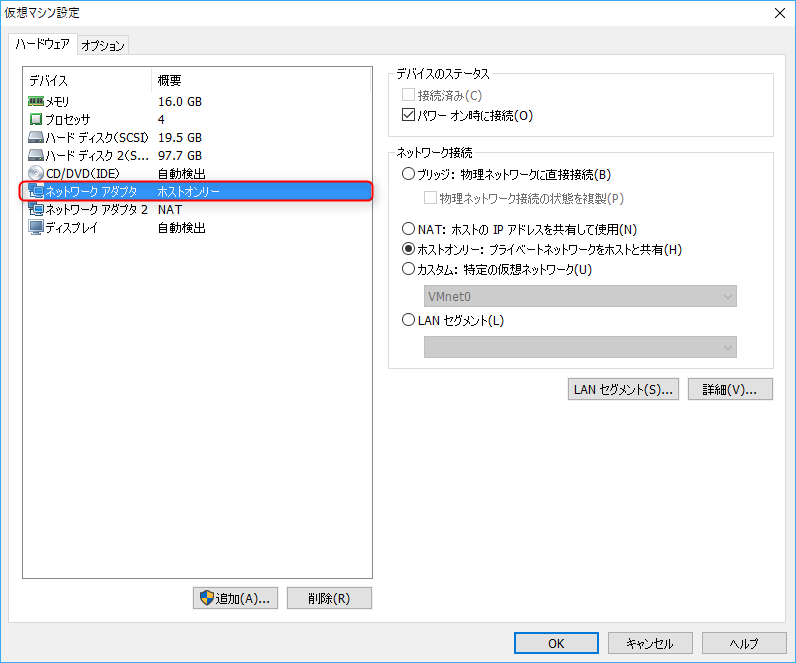 仮想マシン設定
ハードウェア オプション
デバイス 概要
メモリ 16.0 GB
プロセッサ 4
ハード ディスク(SCSI) 19.5 GB
ハード ディスク 2(S... 97.7 GB
CD/DVD(IDE) 自動検出
ネットワーク アダプタ ホストオンリー
ネットワーク アダプタ 2 NAT
ディスプレイ 自動検出
追加(A)... 削除(R)
デバイスのステータス
接続済み(C)
パワー オン時に接続(O)
ネットワーク接続
ブリッジ: 物理ネットワークに直接接続(B)
物理ネットワーク接続の状態を複製(P)
NAT: ホストの IP アドレスを共有して使用(N)
ホストオンリー: プライベートネットワークをホストと共有(H)
カスタム: 特定の仮想ネットワーク(U)
VMnet0
LAN セグメント(L)
LAN セグメント(S)... 詳細(V)...
OK キャンセル ヘルプ